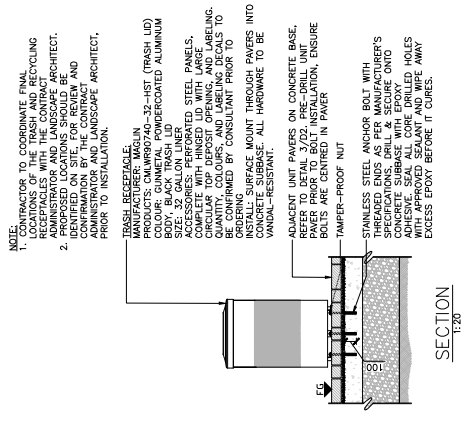 NOTE:
1. CONTRACTOR TO COORDINATE FINAL
LOCATIONS OF THE TRASH AND RECYCLING
RECEPTACLES WITH THE CONTRACT
ADMINISTRATOR AND LANDSCAPE ARCHITECT.
2. PROPOSED LOCATIONS SHOULD BE
IDENTIFIED ON SITE FOR REVIEW AND
CONFIRMATION BY THE CONTRACT
ADMINISTRATOR AND LANDSCAPE ARCHITECT,
PRIOR TO INSTALLATION.
TRASH RECEPTACLE:
MANUFACTURER: MAGLIN
PRODUCTS: CMLWR90740-32-HST (TRASH LID)
COLOUR: GUNMETAL POWDERCOATED ALUMINUM
BODY, BLACK TRASH LID
SIZE: 32 GALLON LINER
ACCESSORIES: PERFORATED STEEL PANELS,
COMPLETE WITH HINGED LID WITH LARGE
CIRCULAR TOP DEPOSIT OPENING, AND LABELING.
QUANTITY, COLOURS, AND LABELING DECALS TO
BE CONFIRMED BY CONSULTANT PRIOR TO
ORDERING
INSTALL: SURFACE MOUNT THROUGH PAVERS INTO
CONCRETE SUBBASE. ALL HARDWARE TO BE
VANDAL-RESISTANT.
ADJACENT UNIT PAVERS ON CONCRETE BASE,
REFER TO DETAIL 3/D2. PRE-DRILL UNIT
PAVER PRIOR TO BOLT INSTALLATION, ENSURE
BOLTS ARE CENTRED IN PAVER
TAMPER-PROOF NUT
STAINLESS STEEL ANCHOR BOLT WITH
THREADED ENDS AS PER MANUFACTURER'S
SPECIFICATIONS, DRILL & SECURE ONTO
CONCRETE SUBBASE WITH EPOXY
ADHESIVE. SEAL ALL BOLTED DRILLED HOLES
WITH APPROVED SEALANT AND WIPE AWAY
EXCESS EPOXY BEFORE IT CURES.
FG
100
SECTION
1:20